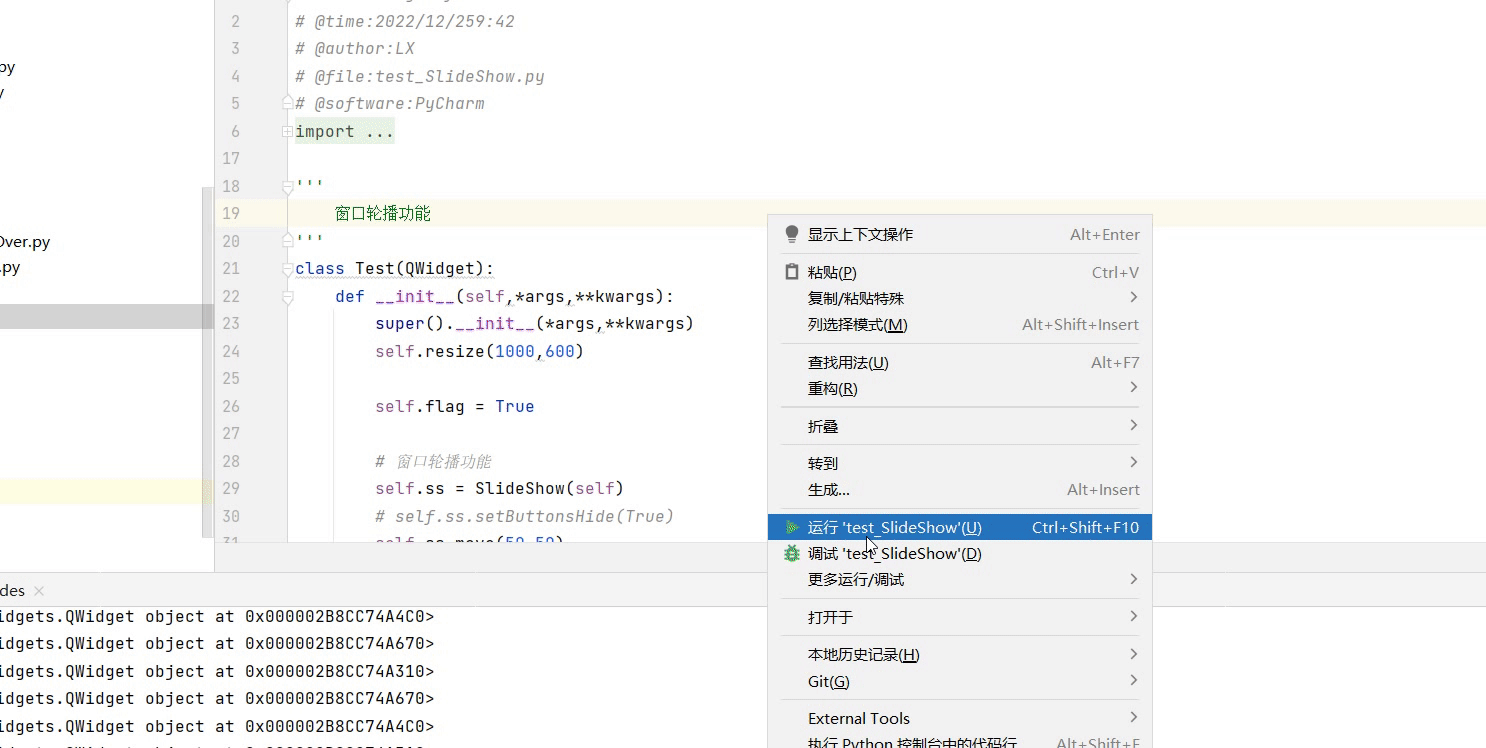 py
y
Over.py
.py
2 # @time:2022/12/259:42
3 # @author:LX
4 # @file:test_SlideShow.py
5 # @software:PyCharm
6 import ...
17
18 '''
19 窗口轮播功能
20 '''
21 class Test(QWidget):
22 def __init__(self,*args,**kwargs):
23 super().__init__(*args,**kwargs)
24 self.resize(1000,600)
25
26 self.flag = True
27
28 # 窗口轮播功能
29 self.ss = SlideShow(self)
30 # self.ss.setButtonsHide(True)
31 self.ss.move(50,50)
显示上下文操作 Alt+Enter
粘贴(P) Ctrl+V
复制/粘贴特殊
列选择模式(M) Alt+Shift+Insert
查找用法(U) Alt+F7
重构(R)
折叠
转到
生成... Alt+Insert
运行 'test_SlideShow'(U) Ctrl+Shift+F10
调试 'test_SlideShow'(D)
更多运行/调试
打开于
本地历史记录(H)
Git(G)
External Tools
执行 Python 控制台中的代码行 Alt+Shift+E
des
idgets.QWidget object at 0x000002B8CC74A4C0>
idgets.QWidget object at 0x000002B8CC74A670>
idgets.QWidget object at 0x000002B8CC74A310>
idgets.QWidget object at 0x000002B8CC74A670>
idgets.QWidget object at 0x000002B8CC74A4C0>